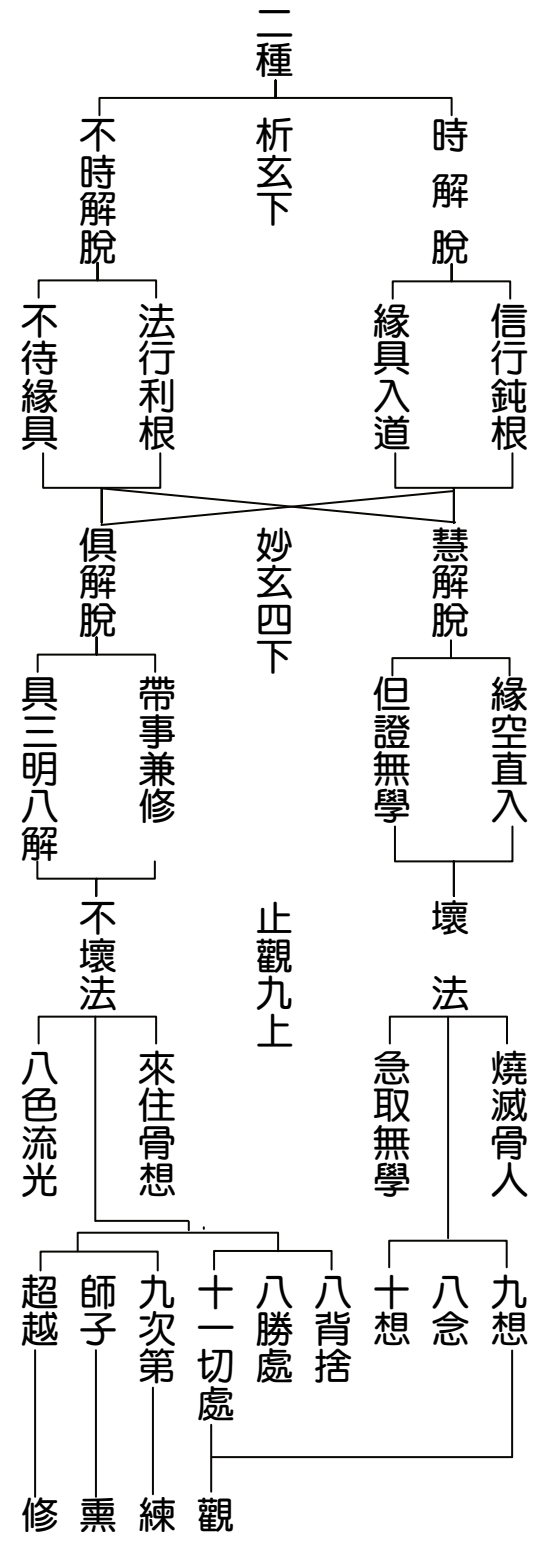 二種
時解脫
析玄下
不時解脫
信行鈍根
緣具入道
法行利根
不待緣具
慧解脫
妙玄四下
俱解脫
緣空直入
但證無學
帶事兼修
具三明八解
壞法
止觀九上
不壞法
燒滅骨人
急取無學
來住骨想
八色流光
九想
八念
十想
八背捨
八勝處
十一切處
九次第
師子
超越
觀
練
熏
修